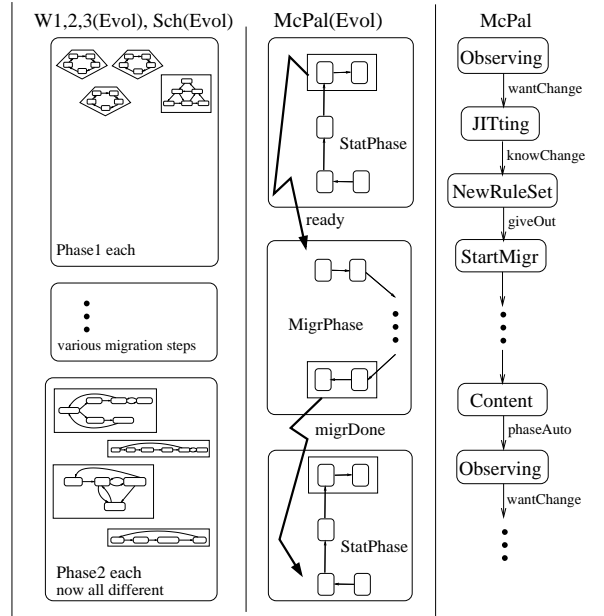 W1,2,3(Evol), Sch(Evol)
Phase1 each
various migration steps
Phase2 each
now all different
McPal(Evol)
StatPhase
ready
MigrPhase
migrDone
StatPhase
McPal
Observing
wantChange
JITting
knowChange
NewRuleSet
giveOut
StartMigr
Content
phaseAuto
Observing
wantChange